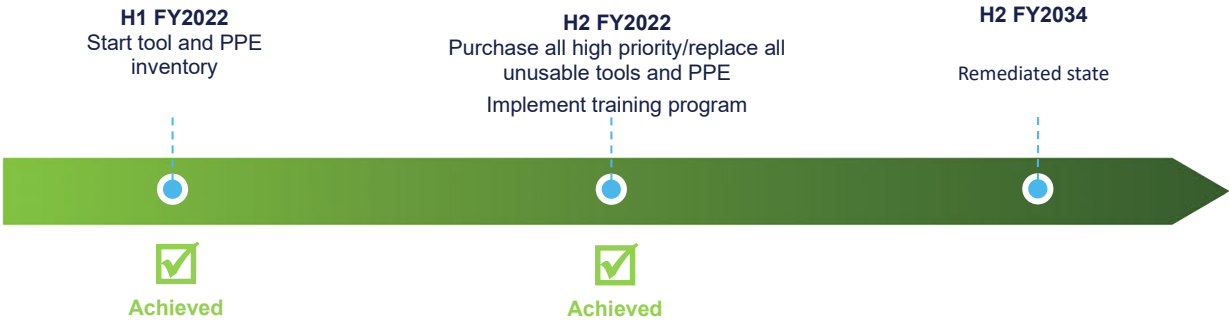 H1 FY2022
Start tool and PPE
inventory
H2 FY2022
Purchase all high priority/replace all
unusable tools and PPE
Implement training program
H2 FY2034
Remediated state
Achieved
Achieved